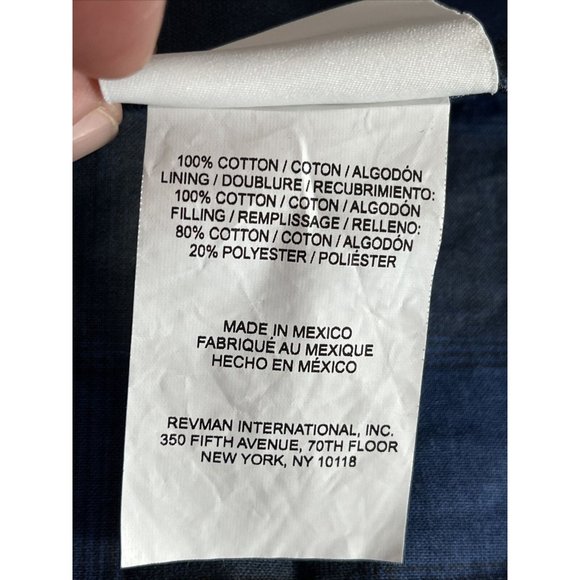 100% COTTON / COTON / ALGODÓN
LINING / DOUBLURE / RECUBRIMIENTO:
100% COTTON / COTON / ALGODÓN
FILLING / REMPLISSAGE / RELLENO:
80% COTTON / COTON / ALGODÓN
20% POLYESTER / POLIÉSTER
MADE IN MEXICO
FABRIQUÉ AU MEXIQUE
HECHO EN MÉXICO
REVMAN INTERNATIONAL, INC.
350 FIFTH AVENUE, 70TH FLOOR
NEW YORK, NY 10118